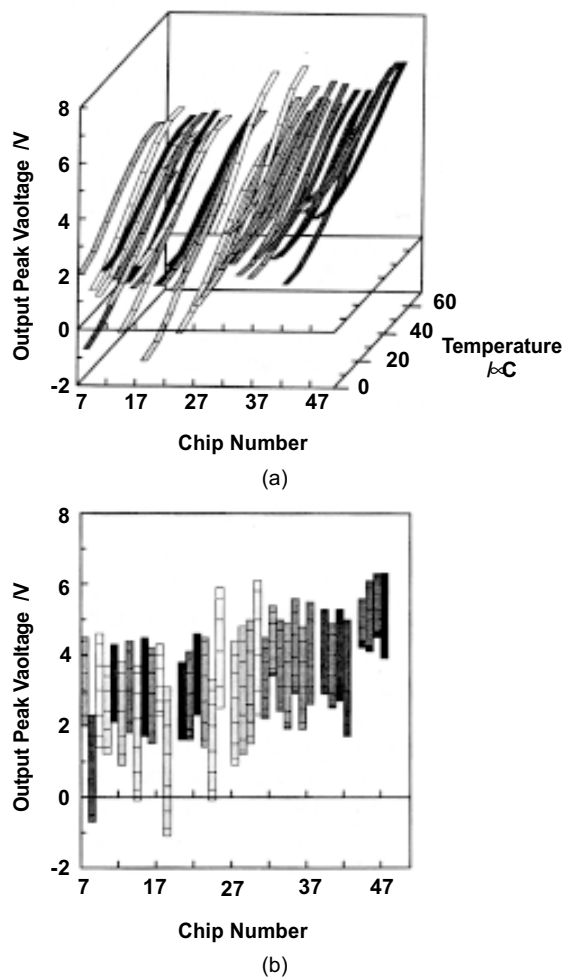 8
6
4
2
0
-2
Output Peak Vaoltage /V
60
40
20
0
Temperature
/∝C
7 17 27 37 47
Chip Number
(a)
8
6
4
2
0
-2
Output Peak Vaoltage /V
7 17 27 37 47
Chip Number
(b)